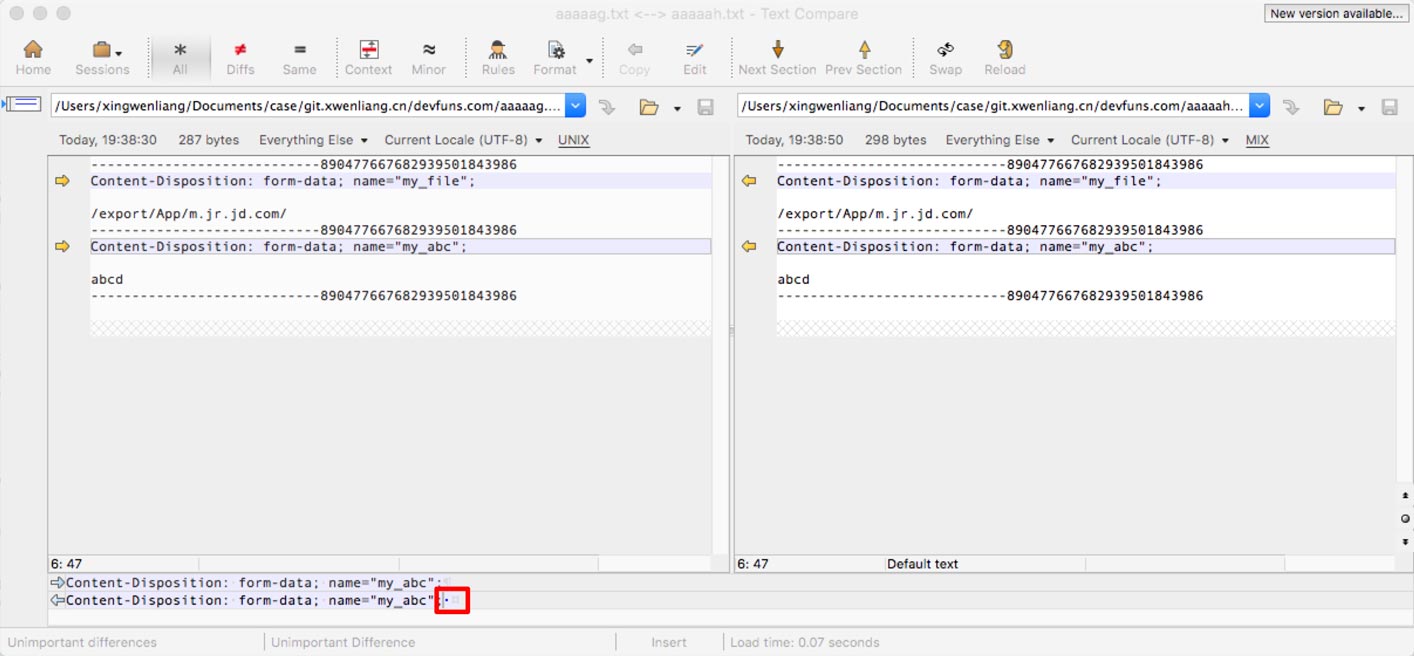 aaaaag.txt <--> aaaaah.txt - Text Compare
New version available...
Home Sessions All Diffs Same Context Minor Rules Format Copy Edit Next Section Prev Section Swap Reload
/Users/xingwenliang/Documents/case/git.xwenliang.cn/devfuns.com/aaaaag....
Today, 19:38:30 287 bytes Everything Else Current Locale (UTF-8) UNIX
----------------------------890477667682939501843986
Content-Disposition: form-data; name="my_file";
/export/App/m.jr.jd.com/
----------------------------890477667682939501843986
Content-Disposition: form-data; name="my_abc";
abcd
----------------------------890477667682939501843986
6: 47
/Users/xingwenliang/Documents/case/git.xwenliang.cn/devfuns.com/aaaaah...
Today, 19:38:50 298 bytes Everything Else Current Locale (UTF-8) MIX
----------------------------890477667682939501843986
Content-Disposition: form-data; name="my_file";
/export/App/m.jr.jd.com/
----------------------------890477667682939501843986
Content-Disposition: form-data; name="my_abc";
abcd
----------------------------890477667682939501843986
6: 47 Default text
Content-Disposition: form-data; name="my_abc";¶
Content-Disposition: form-data; name="my_abc";·¤
Unimportant differences Unimportant Difference Insert Load time: 0.07 seconds